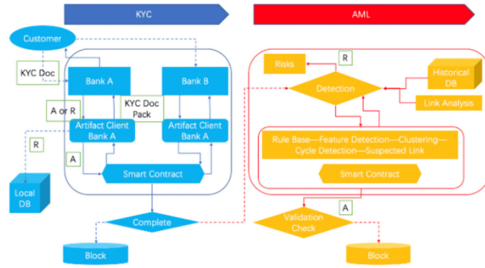 KYC
AML
Customer
KYC Doc
Bank A
Bank B
A or R
KYC Doc
Pack
Artifact Client
Bank A
Artifact Client
Bank A
R
A
Smart Contract
Local
DB
Complete
Block
Risks
R
Detection
Historical
DB
Link Analysis
Rule Base—Feature Detection—Clustering—
Cycle Detection—Suspected Link
Smart Contract
A
Validation
Check
Block